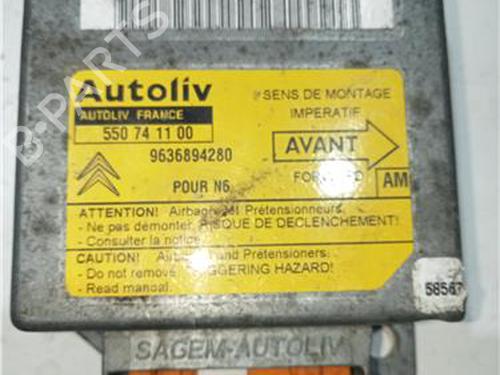 B-PARTS
Autoliv
AUTOLIV FRANCE
550 74 11 00
9636894280
POUR N6
SENS DE MONTAGE
IMPERATIF
AVANT
AM
ATTENTION! Airbag et Prétensionneurs:
- Ne pas démonter. RISQUE DE DECLENCHEMENT!
- Consulter la notice.
CAUTION! and Pretensioners:
- Do not remove. TRIGGERING HAZARD!
- Read manual.
58567
SAGEM-AUTOLIV